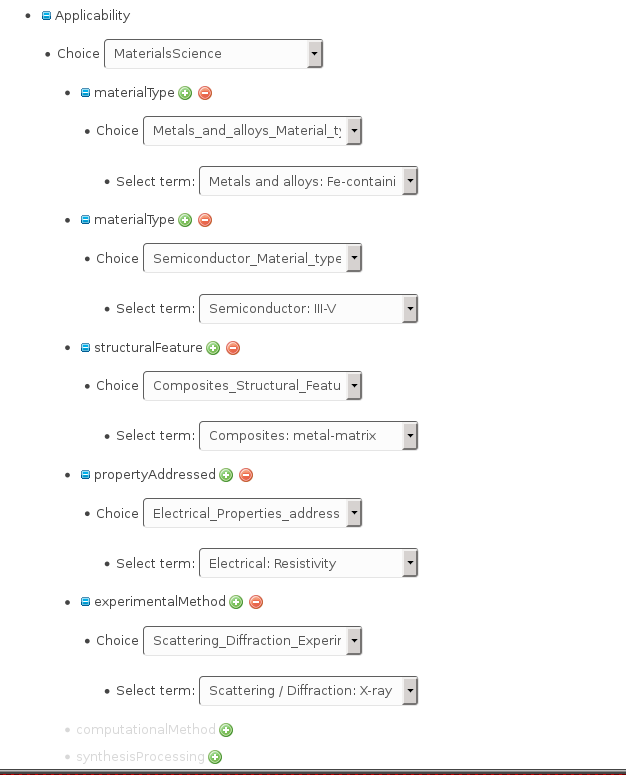 Applicability
Choice MaterialsScience
materialType
Choice Metals_and_alloys_Material_ty
Select term: Metals and alloys: Fe-containi
materialType
Choice Semiconductor_Material_type
Select term: Semiconductor: III-V
structuralFeature
Choice Composites_Structural_Featu
Select term: Composites: metal-matrix
propertyAddressed
Choice Electrical_Properties_address
Select term: Electrical: Resistivity
experimentalMethod
Choice Scattering_Diffraction_Experir
Select term: Scattering / Diffraction: X-ray
computationalMethod
synthesisProcessing